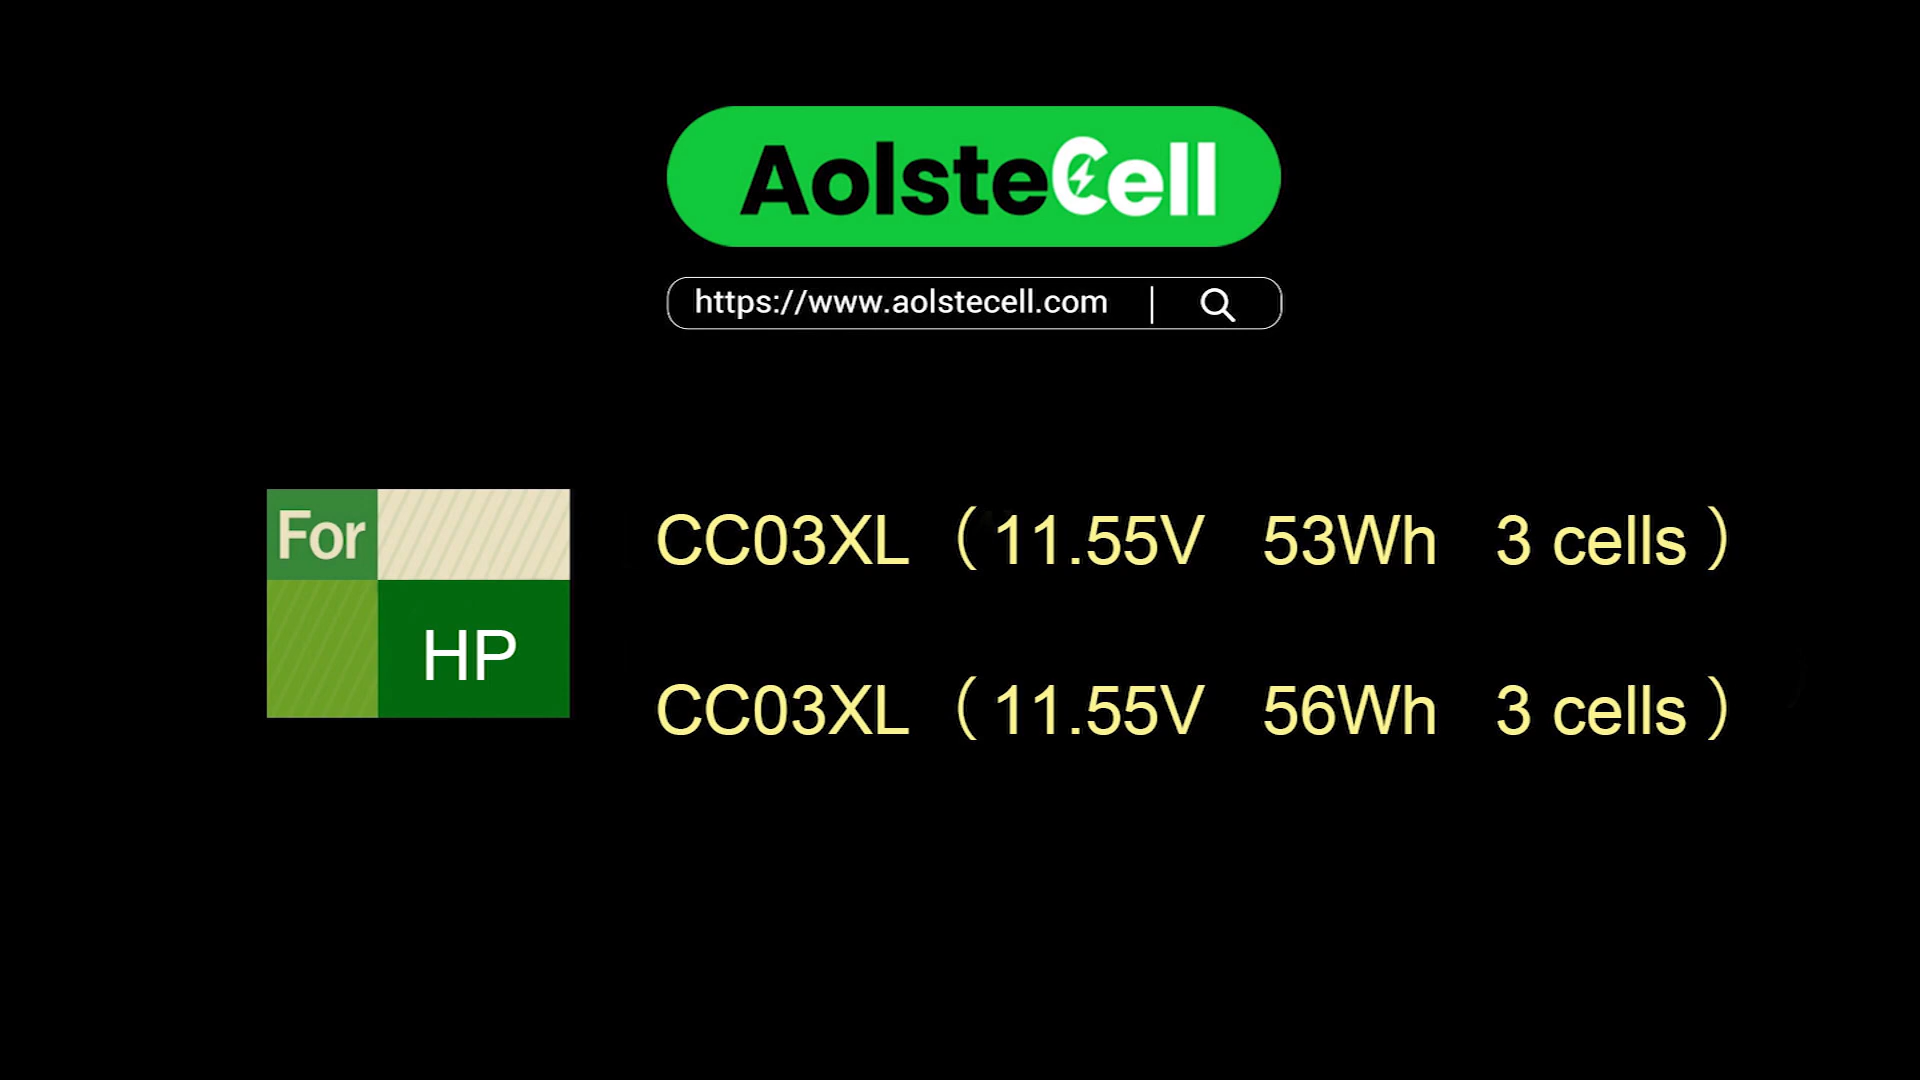 AolsteCell
https://www.aolstecell.com
For
HP
CC03XL （11.55V 53Wh 3 cells）
CC03XL （11.55V 56Wh 3 cells）